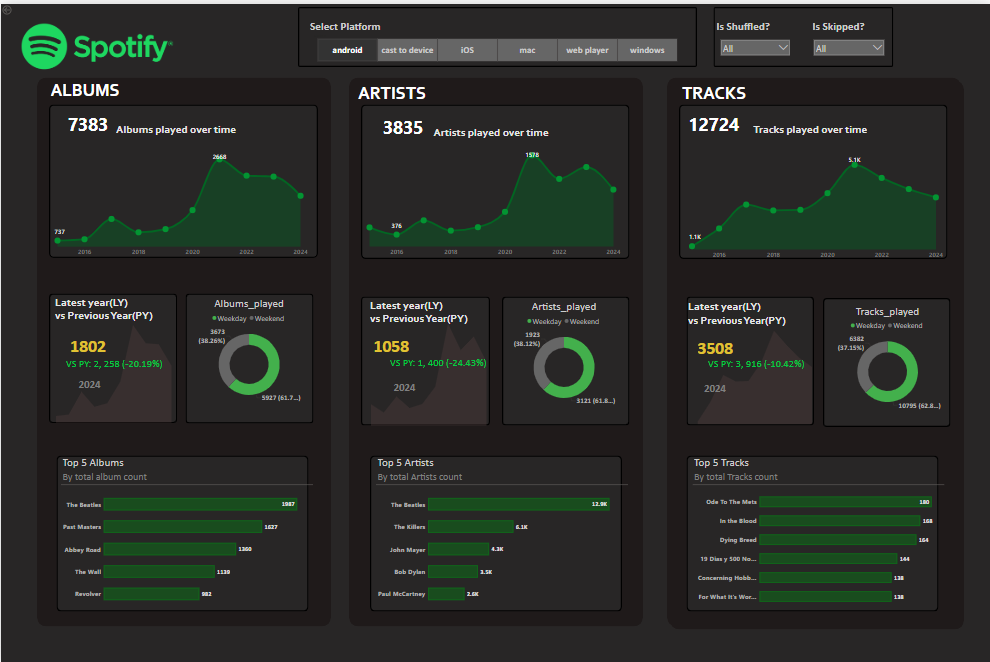 Spotify
Select Platform
android
cast to device
iOS
mac
web player
windows
Is Shuffled?
All
Is Skipped?
All
ALBUMS
7383 Albums played over time
2668
737
2016 2018 2020 2022 2024
Latest year(LY)
vs Previous Year(PY)
1802
VS PY: 2, 258 (-20.19%)
2024
Albums_played
Weekday Weekend
3673
(38.26%)
5927 (61.7...)
Top 5 Albums
By total album count
The Beatles 1987
Past Masters 1627
Abbey Road 1360
The Wall 1139
Revolver 982
ARTISTS
3835 Artists played over time
1578
376
2016 2018 2020 2022 2024
Latest year(LY)
vs Previous Year(PY)
1058
VS PY: 1, 400 (-24.43%)
2024
Artists_played
Weekday Weekend
1923
(38.12%)
3121 (61.8...)
Top 5 Artists
By total Artists count
The Beatles 12.9K
The Killers 6.1K
John Mayer 4.3K
Bob Dylan 3.5K
Paul McCartney 2.6K
TRACKS
12724 Tracks played over time
5.1K
1.1K
2016 2018 2020 2022 2024
Latest year(LY)
vs Previous Year(PY)
3508
VS PY: 3, 916 (-10.42%)
2024
Tracks_played
Weekday Weekend
6382
(37.15%)
10795 (62.8...)
Top 5 Tracks
By total Tracks count
Ode To The Mets 180
In the Blood 168
Dying Breed 164
19 Dias y 500 No... 144
Concerning Hobb... 138
For What It's Wor... 138